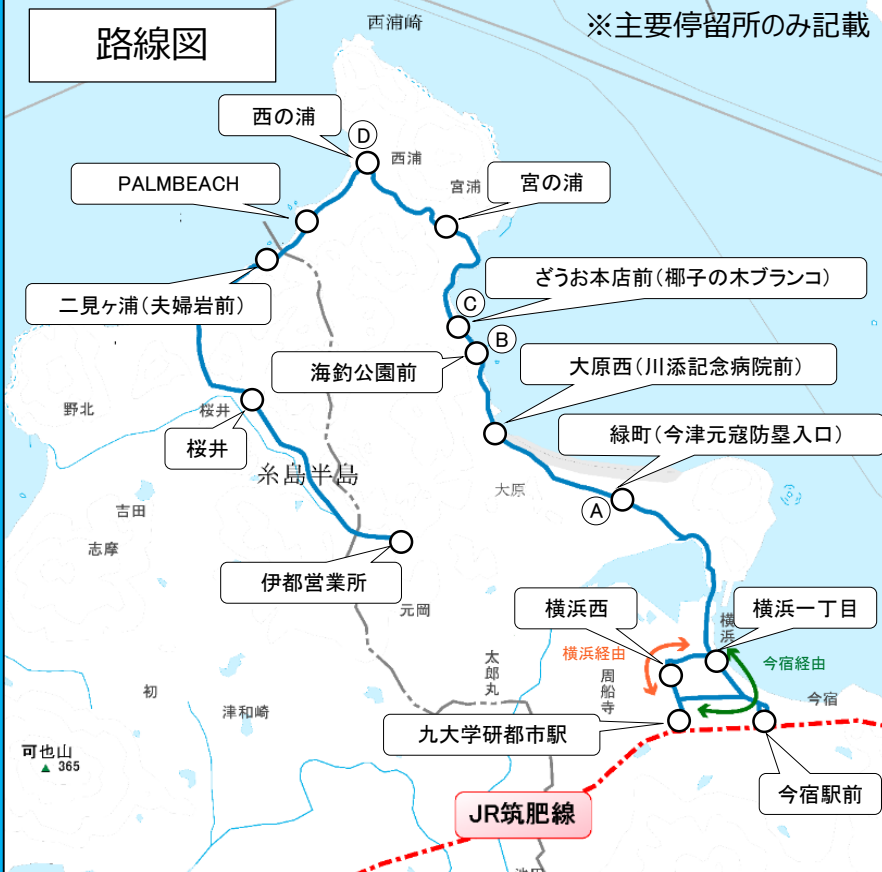 路線図
西浦崎
※主要停留所のみ記載
西の浦
D
西浦
PALMBEACH
宮浦
宮の浦
ざうお本店前(椰子の木ブランコ)
二見ヶ浦(夫婦岩前)
C
B
海釣公園前
大原西(川添記念病院前)
野北
桜井
桜井
緑町(今津元寇防塁入口)
糸島半島
大原
A
吉田
志摩
伊都営業所
元岡
横浜西
横浜一丁目
横浜
横浜経由
今宿経由
太郎丸
周船寺
初
津和崎
今宿
九大学研都市駅
可也山
365
今宿駅前
JR筑肥線